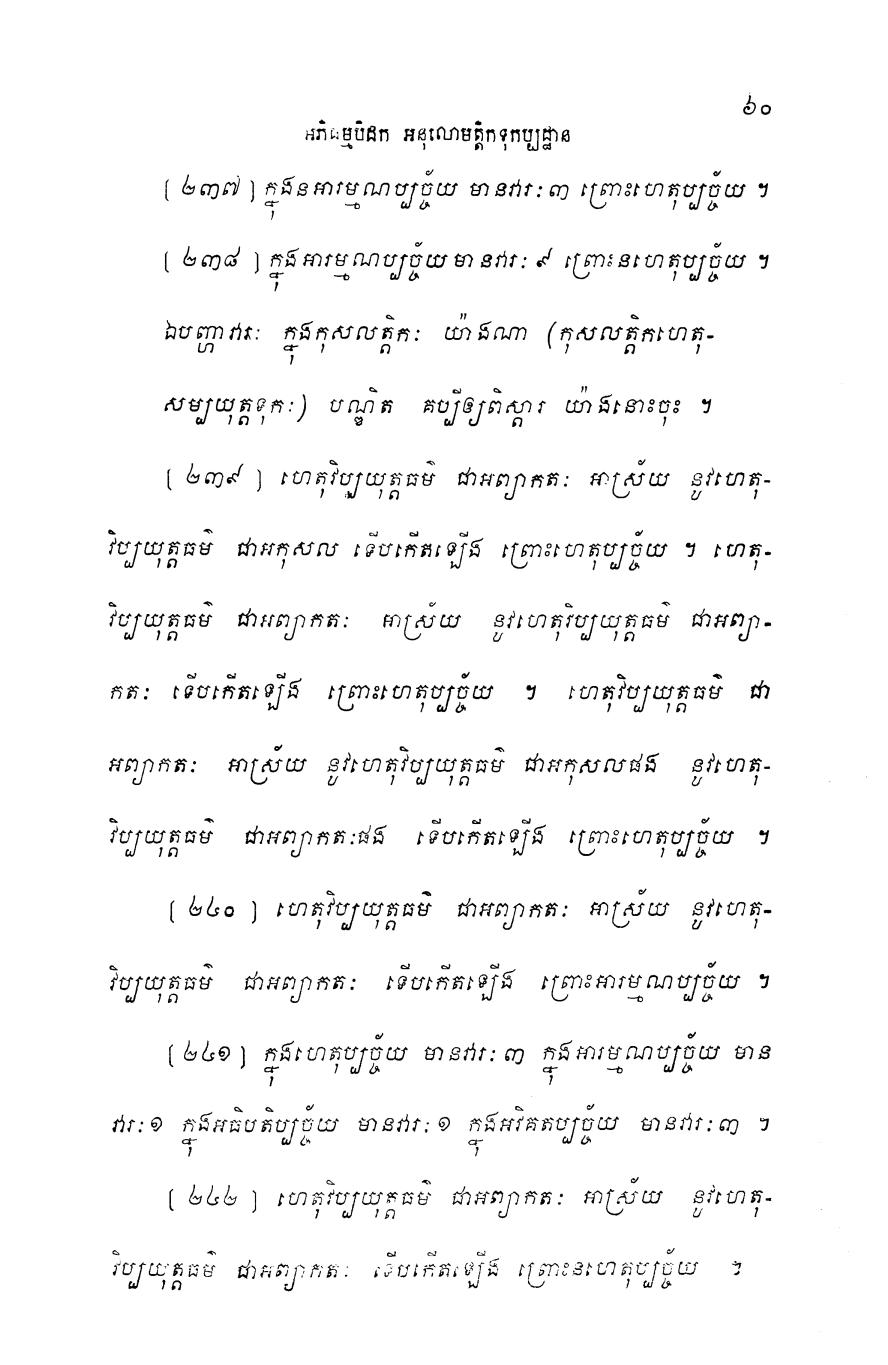 ៦០
អភិធម្មបិដក អនុលោមត្តិកទុកប្បដ្ឋាន
[ ២៣៧ ] ក្នុងនអារម្មណប្បច្ច័យ មានវារៈ ៣ ព្រោះហេតុប្បច្ច័យ ។
[ ២៣៨ ] ក្នុងអារម្មណប្បច្ច័យ មានវារៈ ៩ ព្រោះនហេតុប្បច្ច័យ ។
ឯបញ្ហាវារៈ ក្នុងកុសលត្តិកៈ យ៉ាងណា (កុសលត្តិកហេតុ-
សម្បយុត្តទុកៈ) បណ្ឌិត គប្បីឲ្យពិស្តារ យ៉ាងនោះចុះ ។
[ ២៣៩ ] ហេតុវិប្បយុត្តធម៌ ជាអព្យាកតៈ អាស្រ័យ នូវហេតុ-
វិប្បយុត្តធម៌ ជាអកុសល ទើបកើតឡើង ព្រោះហេតុប្បច្ច័យ ។ ហេតុ-
វិប្បយុត្តធម៌ ជាអព្យាកតៈ អាស្រ័យ នូវហេតុវិប្បយុត្តធម៌ ជាអព្យា-
កតៈ ទើបកើតឡើង ព្រោះហេតុប្បច្ច័យ ។ ហេតុវិប្បយុត្តធម៌ ជា
អព្យាកតៈ អាស្រ័យ នូវហេតុវិប្បយុត្តធម៌ ជាអកុសលផង នូវហេតុ-
វិប្បយុត្តធម៌ ជាអព្យាកតៈផង ទើបកើតឡើង ព្រោះហេតុប្បច្ច័យ ។
[ ២៤០ ] ហេតុវិប្បយុត្តធម៌ ជាអព្យាកតៈ អាស្រ័យ នូវហេតុ-
វិប្បយុត្តធម៌ ជាអព្យាកតៈ ទើបកើតឡើង ព្រោះអារម្មណប្បច្ច័យ ។
[ ២៤១ ] ក្នុងហេតុប្បច្ច័យ មានវារៈ ៣ ក្នុងអារម្មណប្បច្ច័យ មាន
វារៈ ១ ក្នុងអធិបតិប្បច្ច័យ មានវារៈ ១ ក្នុងអវិគតប្បច្ច័យ មានវារៈ ៣ ។
[ ២៤២ ] ហេតុវិប្បយុត្តធម៌ ជាអព្យាកតៈ អាស្រ័យ នូវហេតុ-
វិប្បយុត្តធម៌ ជាអព្យាកតៈ ទើបកើតឡើង ព្រោះនហេតុប្បច្ច័យ ។